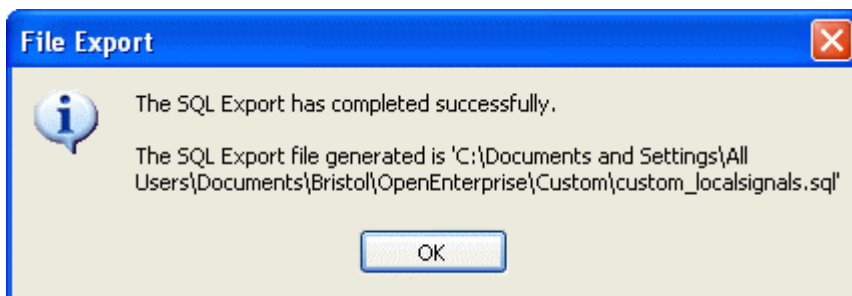 File Export
The SQL Export has completed successfully.
The SQL Export file generated is 'C:\Documents and Settings\All
Users\Documents\Bristol\OpenEnterprise\Custom\custom_localsignals.sql'
OK